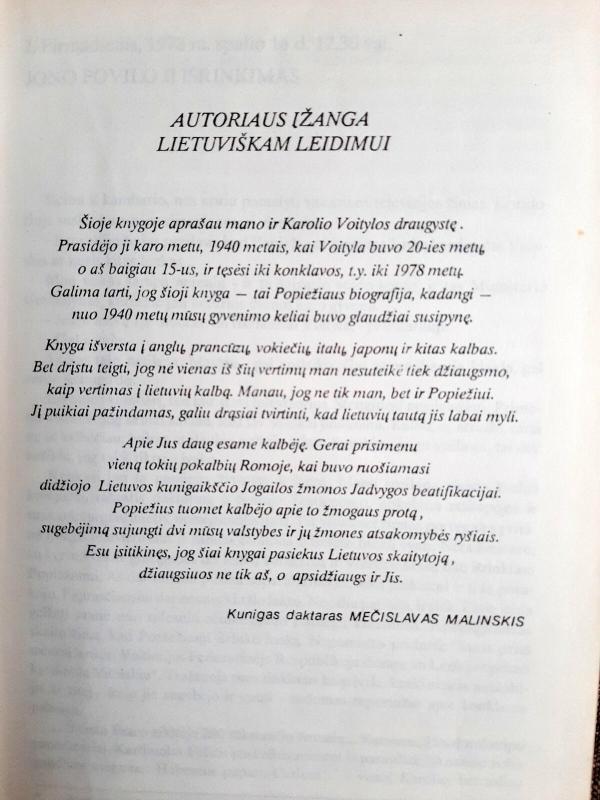 AUTORIAUS ĮŽANGA
LIETUVIŠKAM LEIDIMUI
Šioje knygoje aprašau mano ir Karolio Voitylos draugystę.
Prasidėjo ji karo metu, 1940 metais, kai Voityla buvo 20-ies metų,
o aš baigiau 15-us, ir tęsėsi iki konklavos, t.y. iki 1978 metų.
Galima tarti, jog šioji knyga — tai Popiežiaus biografija, kadangi —
nuo 1940 metų mūsų gyvenimo keliai buvo glaudžiai susipynę.
Knyga išversta į anglų, prancūzų, vokiečių, italų, japonų ir kitas kalbas.
Bet drįstu teigti, jog nė vienas iš šių vertimų man nesuteikė tiek džiaugsmo,
kaip vertimas į lietuvių kalbą. Manau, jog ne tik man, bet ir Popiežiui.
Jį puikiai pažindamas, galiu drąsiai tvirtinti, kad lietuvių tautą jis labai myli.
Apie Jus daug esame kalbėję. Gerai prisimenu
vieną tokių pokalbių Romoje, kai buvo ruošiamasi
didžiojo Lietuvos kunigaikščio Jogailos žmonos Jadvygos beatifikacijai.
Popiežius tuomet kalbėjo apie to žmogaus protą,
sugebėjimą sujungti dvi mūsų valstybes ir jų žmones atsakomybės ryšiais.
Esu įsitikinęs, jog šiai knygai pasiekus Lietuvos skaitytoją,
džiaugsiuos ne tik aš, o apsidžiaugs ir Jis.
Kunigas daktaras MEČISLAVAS MALINSKIS